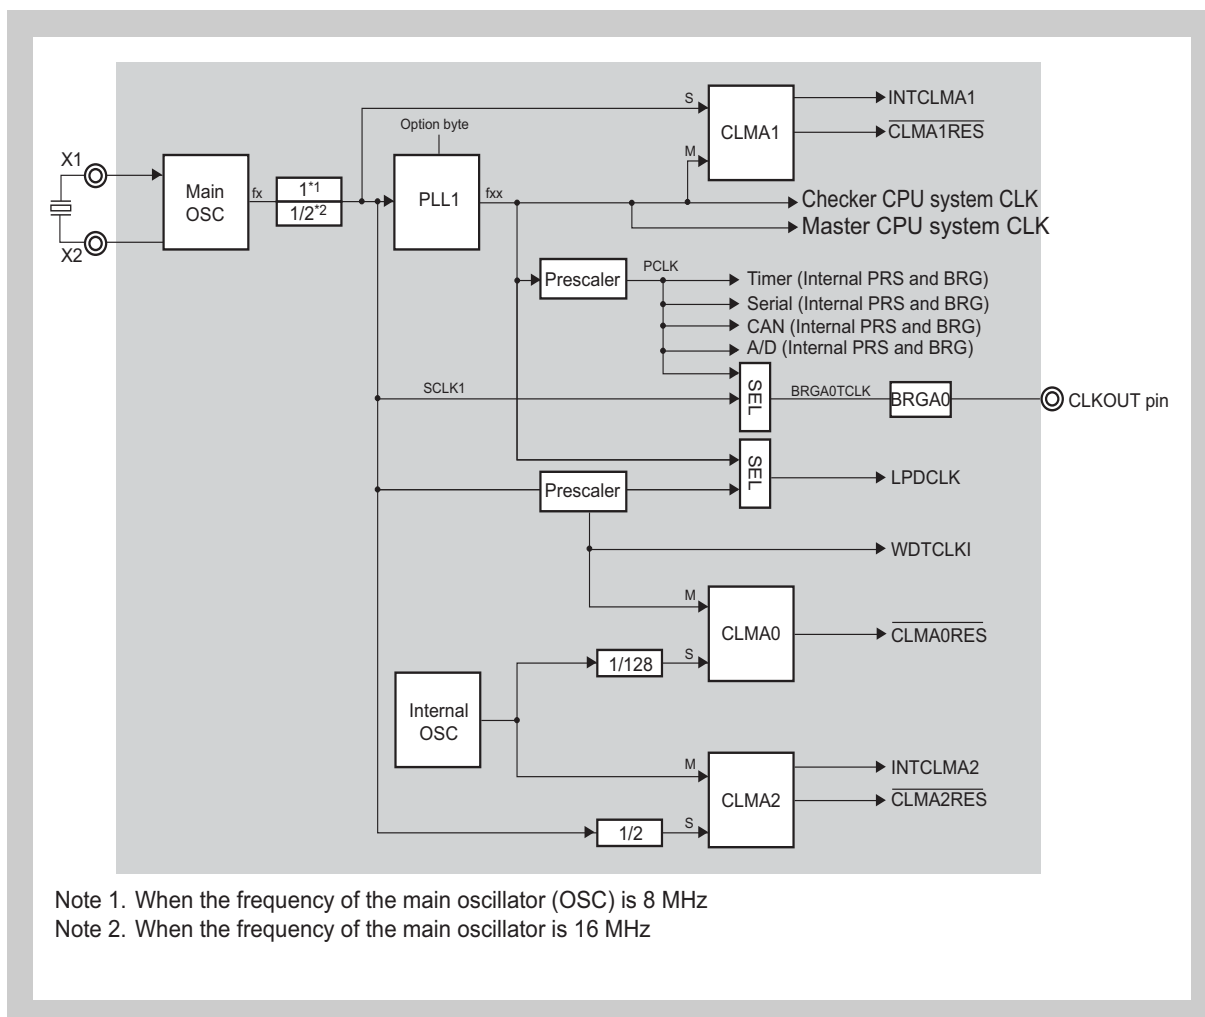 S
CLMA1
INTCLMA1
CLMA1RES
M
Option byte
X1
X2
Main
OSC
fx
1*1
1/2*2
PLL1
fxx
Checker CPU system CLK
Master CPU system CLK
Prescaler
PCLK
Timer (Internal PRS and BRG)
Serial (Internal PRS and BRG)
CAN (Internal PRS and BRG)
A/D (Internal PRS and BRG)
SCLK1
SEL
BRGA0TCLK
BRGA0
CLKOUT pin
SEL
LPDCLK
Prescaler
WDTCLKI
M
CLMA0
CLMA0RES
1/128
S
Internal
OSC
M
CLMA2
INTCLMA2
CLMA2RES
1/2
S
Note 1. When the frequency of the main oscillator (OSC) is 8 MHz
Note 2. When the frequency of the main oscillator is 16 MHz